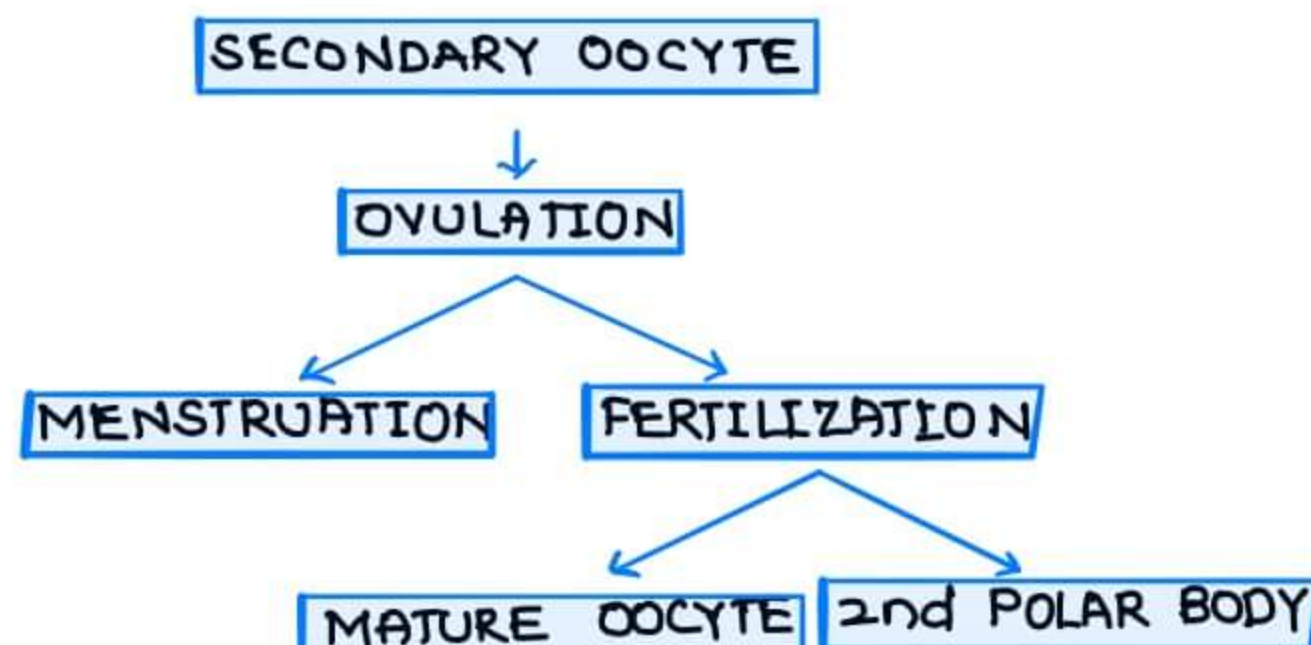 SECONDARY OOCYTE
OVULATION
MENSTRUATION
FERTILIZATION
MATURE OOCYTE
2nd POLAR BODY